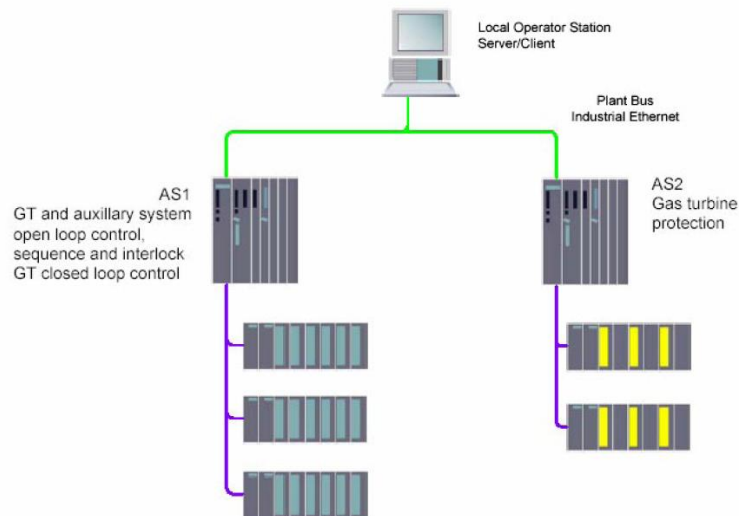 Local Operator Station
Server/Client
Plant Bus
Industrial Ethernet
AS1
GT and auxillary system
open loop control,
sequence and interlock
GT closed loop control
AS2
Gas turbine
protection